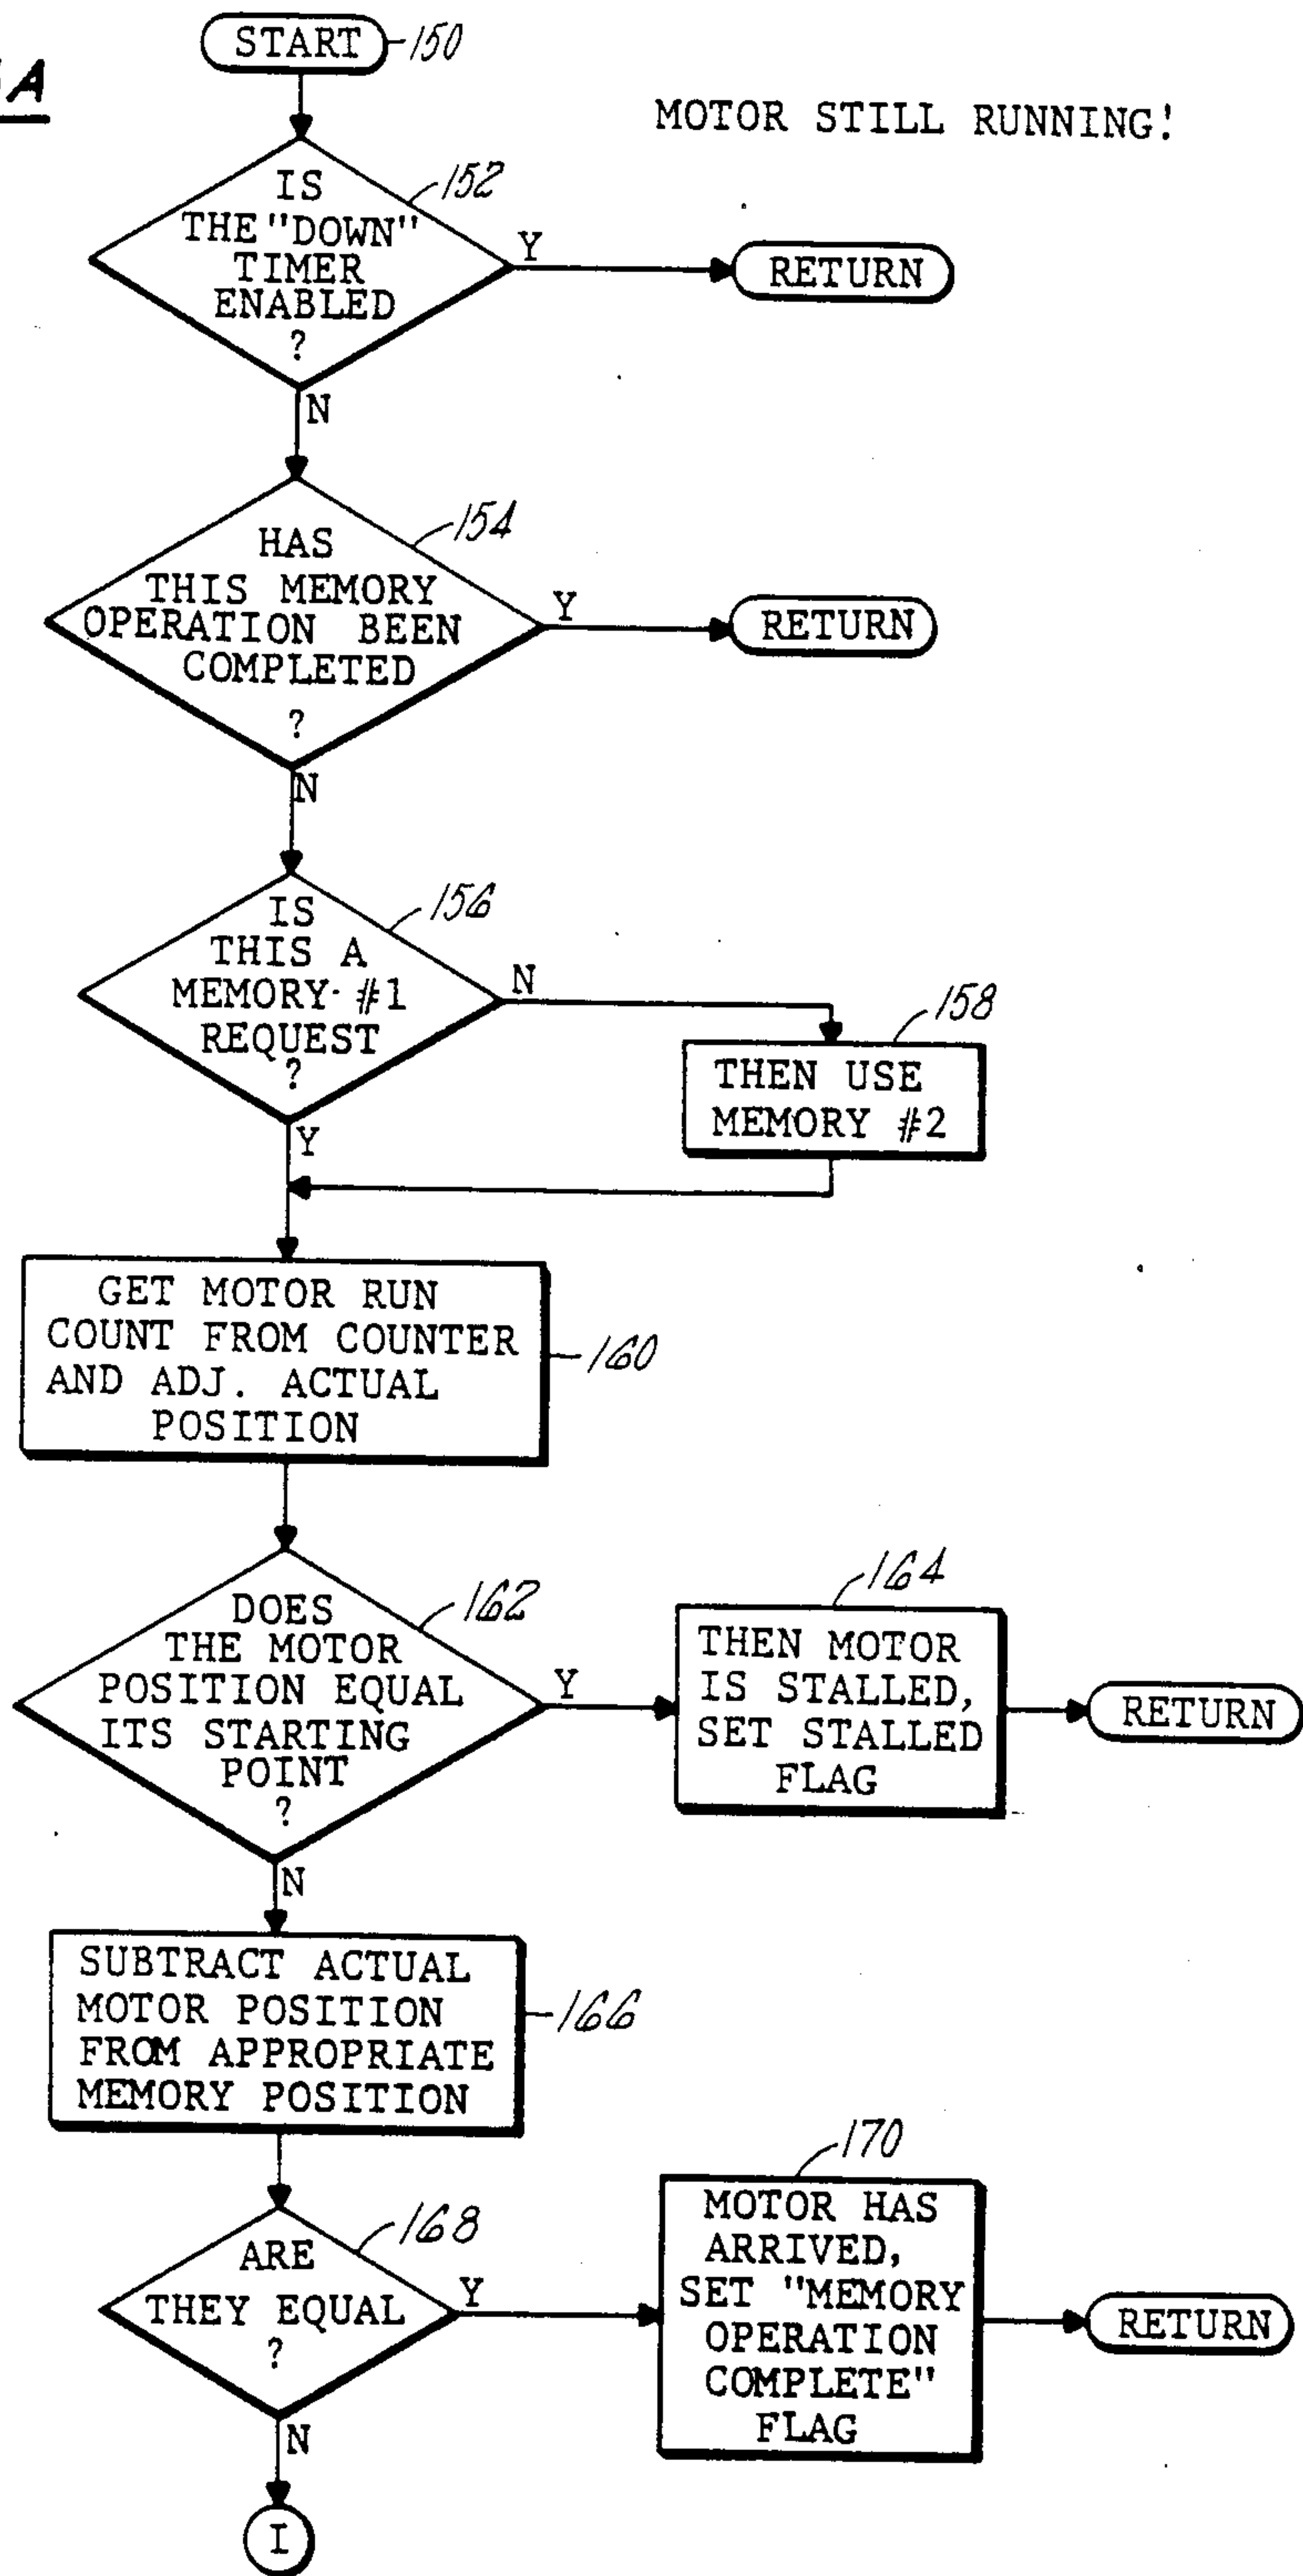 A
START
150
MOTOR STILL RUNNING!
IS
THE "DOWN"
TIMER
ENABLED
?
152
Y
RETURN
N
HAS
THIS MEMORY
OPERATION BEEN
COMPLETED
?
154
Y
RETURN
N
IS
THIS A
MEMORY #1
REQUEST
?
156
N
158
THEN USE
MEMORY #2
Y
GET MOTOR RUN
COUNT FROM COUNTER
AND ADJ. ACTUAL
POSITION
160
DOES
THE MOTOR
POSITION EQUAL
ITS STARTING
POINT
?
162
Y
164
THEN MOTOR
IS STALLED,
SET STALLED
FLAG
RETURN
N
SUBTRACT ACTUAL
MOTOR POSITION
FROM APPROPRIATE
MEMORY POSITION
166
ARE
THEY EQUAL
?
168
Y
170
MOTOR HAS
ARRIVED,
SET "MEMORY
OPERATION
COMPLETE"
FLAG
RETURN
N
I